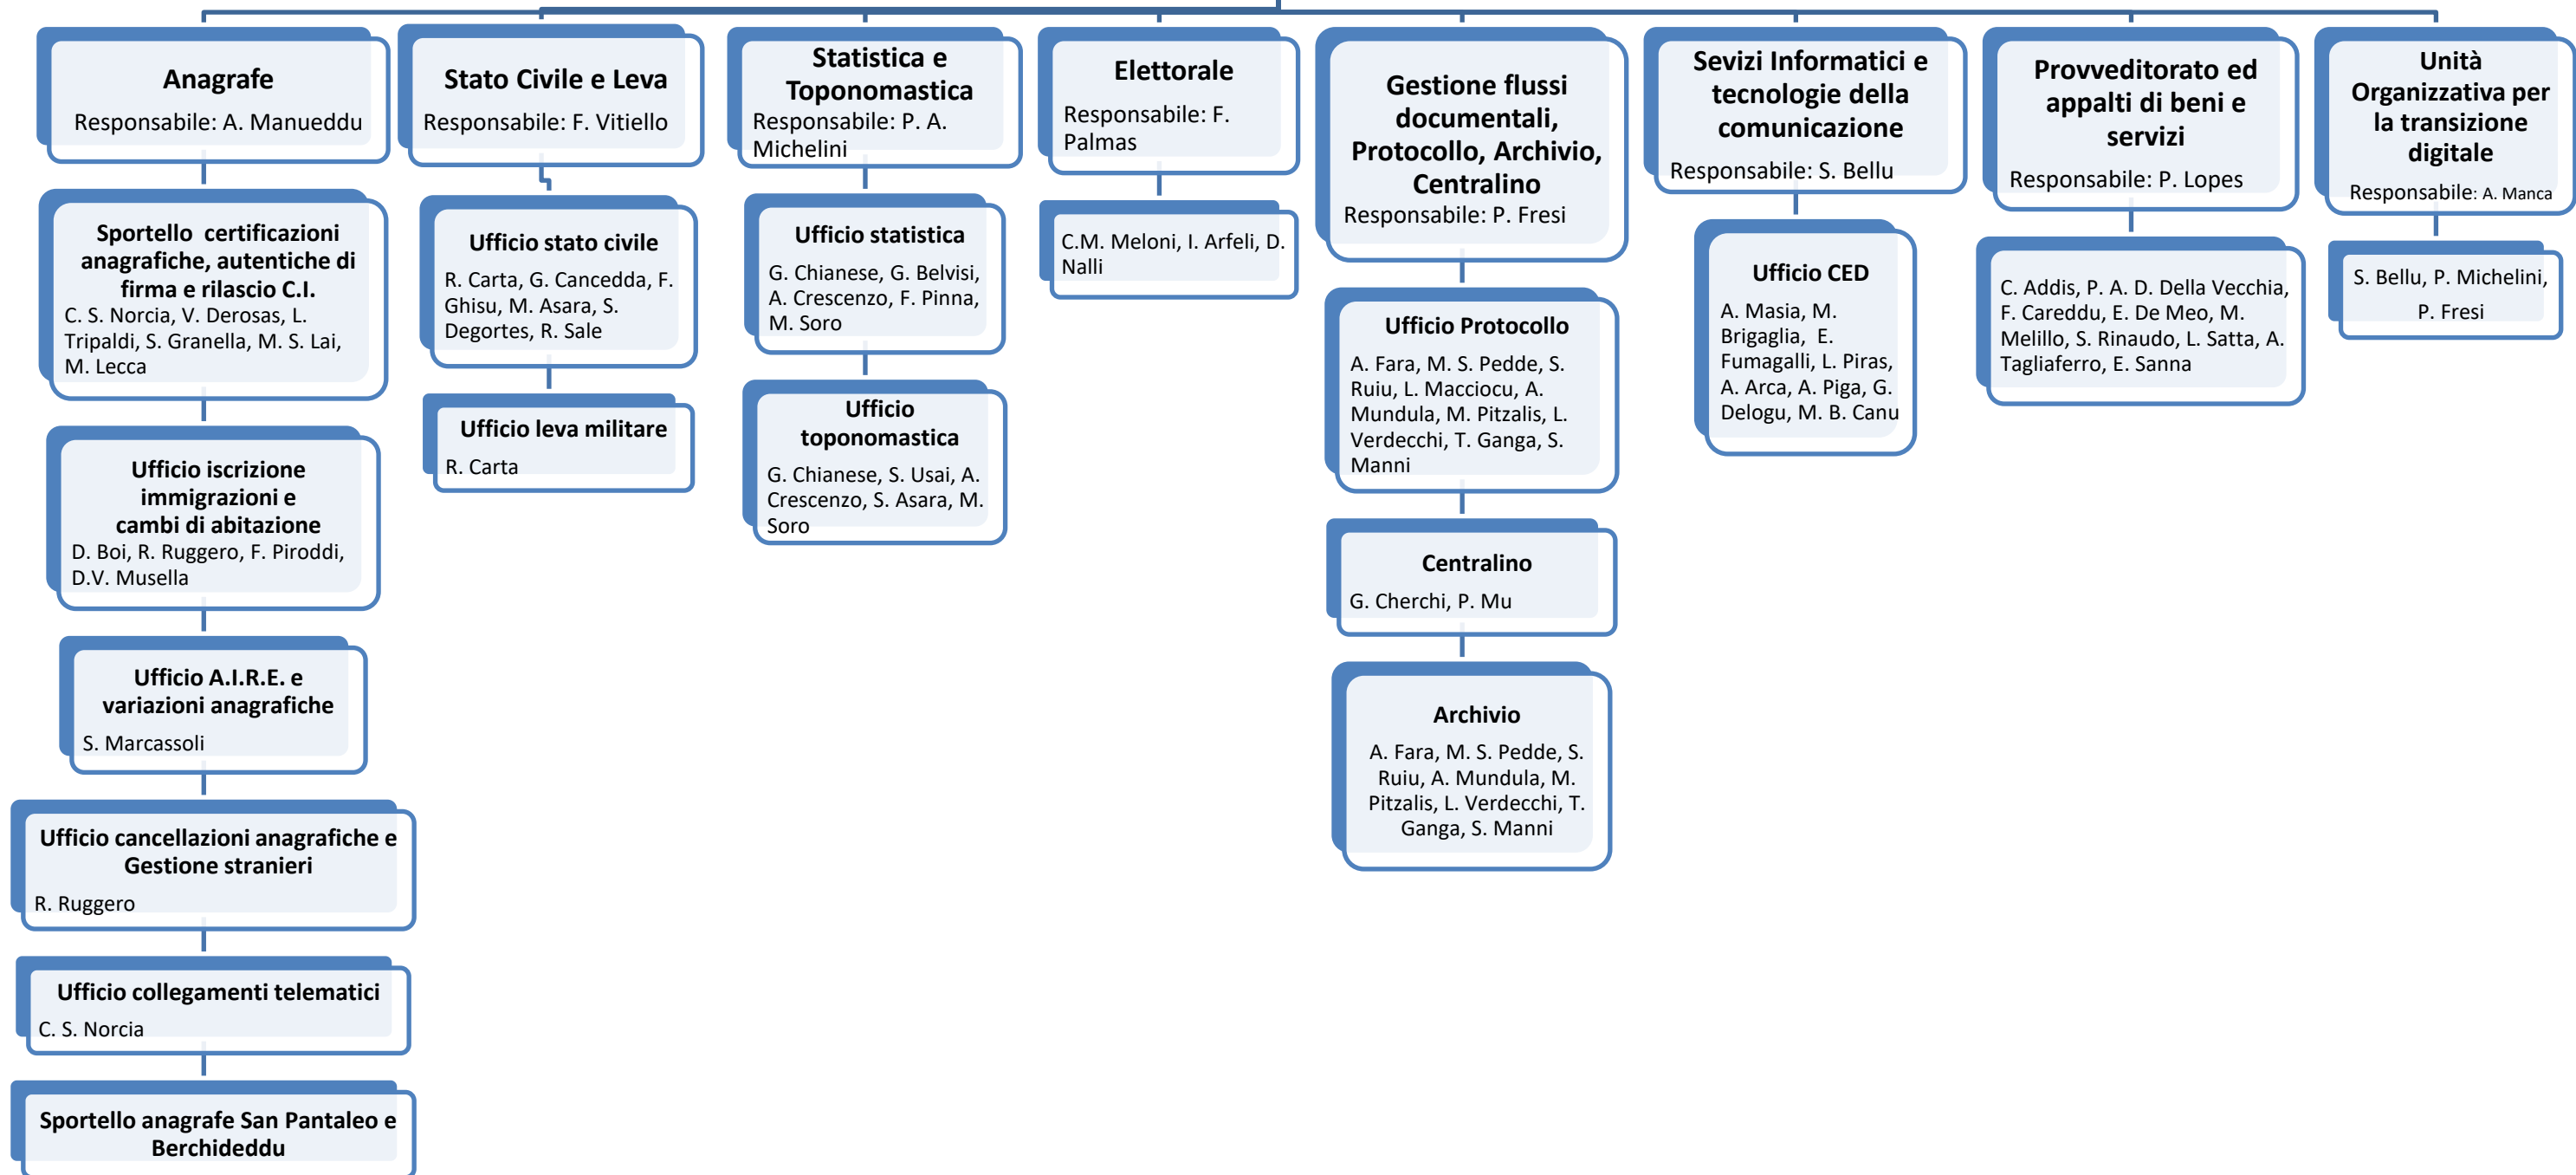 Anagrafe
Responsabile: A. Manueddu
Sportello certificazioni
anagrafiche, autentiche di
firma e rilascio C.I.
C. S. Norcia, V. Derosas, L.
Tripaldi, S. Granella, M. S. Lai,
M. Lecca
Ufficio iscrizione
immigrazioni e
cambi di abitazione
D. Boi, R. Ruggero, F. Piroddi,
D.V. Musella
Ufficio A.I.R.E. e
variazioni anagrafiche
S. Marcassoli
Ufficio cancellazioni anagrafiche e
Gestione stranieri
R. Ruggero
Ufficio collegamenti telematici
C. S. Norcia
Sportello anagrafe San Pantaleo e
Berchideddu
Stato Civile e Leva
Responsabile: F. Vitiello
Ufficio stato civile
R. Carta, G. Cancedda, F.
Ghisu, M. Asara, S.
Degortes, R. Sale
Ufficio leva militare
R. Carta
Statistica e
Toponomastica
Responsabile: P. A.
Michelini
Ufficio statistica
G. Chianese, G. Belvisi,
A. Crescenzo, F. Pinna,
M. Soro
Ufficio
toponomastica
G. Chianese, S. Usai, A.
Crescenzo, S. Asara, M.
Soro
Elettorale
Responsabile: F.
Palmas
C.M. Meloni, I. Arfeli, D.
Nalli
Gestione flussi
documentali,
Protocollo, Archivio,
Centralino
Responsabile: P. Fresi
Ufficio Protocollo
A. Fara, M. S. Pedde, S.
Ruiu, L. Macciocu, A.
Mundula, M. Pitzalis, L.
Verdecchi, T. Ganga, S.
Manni
Centralino
G. Cherchi, P. Mu
Archivio
A. Fara, M. S. Pedde, S.
Ruiu, A. Mundula, M.
Pitzalis, L. Verdecchi, T.
Ganga, S. Manni
Sevizi Informatici e
tecnologie della
comunicazione
Responsabile: S. Bellu
Ufficio CED
A. Masia, M.
Brigaglia, E.
Fumagalli, L. Piras,
A. Arca, A. Piga, G.
Delogu, M. B. Canu
Provveditorato ed
appalti di beni e
servizi
Responsabile: P. Lopes
C. Addis, P. A. D. Della Vecchia,
F. Careddu, E. De Meo, M.
Melillo, S. Rinaudo, L. Satta, A.
Tagliaferro, E. Sanna
Unità
Organizzativa per
la transizione
digitale
Responsabile: A. Manca
S. Bellu, P. Michelini,
P. Fresi